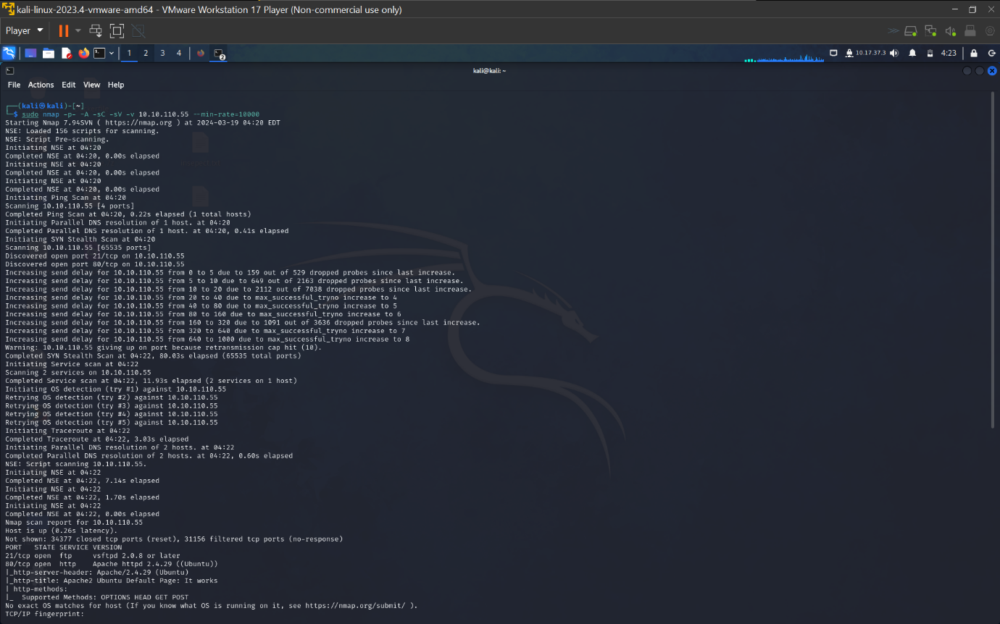 kali-linux-2023.4-vmware-amd64 - VMware Workstation 17 Player (Non-commercial use only)
Player
1 2 3 4 2 10.17.37.3 4:23
kali@kali: ~
File Actions Edit View Help
┌──(kali㉿kali)-[~]
└─$ sudo nmap -p- -A -sC -sV -v 10.10.110.55 --min-rate=10000
Starting Nmap 7.94SVN ( https://nmap.org ) at 2024-03-19 04:20 EDT
NSE: Loaded 156 scripts for scanning.
NSE: Script Pre-scanning.
Initiating NSE at 04:20
Completed NSE at 04:20, 0.00s elapsed
Initiating NSE at 04:20
Completed NSE at 04:20, 0.00s elapsed
Initiating NSE at 04:20
Completed NSE at 04:20, 0.00s elapsed
Initiating Ping Scan at 04:20
Scanning 10.10.110.55 [4 ports]
Completed Ping Scan at 04:20, 0.22s elapsed (1 total hosts)
Initiating Parallel DNS resolution of 1 host. at 04:20
Completed Parallel DNS resolution of 1 host. at 04:20, 0.41s elapsed
Initiating SYN Stealth Scan at 04:20
Scanning 10.10.110.55 [65535 ports]
Discovered open port 21/tcp on 10.10.110.55
Discovered open port 80/tcp on 10.10.110.55
Increasing send delay for 10.10.110.55 from 0 to 5 due to 159 out of 529 dropped probes since last increase.
Increasing send delay for 10.10.110.55 from 5 to 10 due to 649 out of 2163 dropped probes since last increase.
Increasing send delay for 10.10.110.55 from 10 to 20 due to 2112 out of 7038 dropped probes since last increase.
Increasing send delay for 10.10.110.55 from 20 to 40 due to max_successful_tryno increase to 4
Increasing send delay for 10.10.110.55 from 40 to 80 due to max_successful_tryno increase to 5
Increasing send delay for 10.10.110.55 from 80 to 160 due to max_successful_tryno increase to 6
Increasing send delay for 10.10.110.55 from 160 to 320 due to 1091 out of 3636 dropped probes since last increase.
Increasing send delay for 10.10.110.55 from 320 to 640 due to max_successful_tryno increase to 7
Increasing send delay for 10.10.110.55 from 640 to 1000 due to max_successful_tryno increase to 8
Warning: 10.10.110.55 giving up on port because retransmission cap hit (10).
Completed SYN Stealth Scan at 04:22, 80.03s elapsed (65535 total ports)
Initiating Service scan at 04:22
Scanning 2 services on 10.10.110.55
Completed Service scan at 04:22, 11.93s elapsed (2 services on 1 host)
Initiating OS detection (try #1) against 10.10.110.55
Retrying OS detection (try #2) against 10.10.110.55
Retrying OS detection (try #3) against 10.10.110.55
Retrying OS detection (try #4) against 10.10.110.55
Retrying OS detection (try #5) against 10.10.110.55
Initiating Traceroute at 04:22
Completed Traceroute at 04:22, 3.03s elapsed
Initiating Parallel DNS resolution of 2 hosts. at 04:22
Completed Parallel DNS resolution of 2 hosts. at 04:22, 0.60s elapsed
NSE: Script scanning 10.10.110.55.
Initiating NSE at 04:22
Completed NSE at 04:22, 7.14s elapsed
Initiating NSE at 04:22
Completed NSE at 04:22, 1.70s elapsed
Initiating NSE at 04:22
Completed NSE at 04:22, 0.00s elapsed
Nmap scan report for 10.10.110.55
Host is up (0.26s latency).
Not shown: 34377 closed tcp ports (reset), 31156 filtered tcp ports (no-response)
PORT   STATE SERVICE VERSION
21/tcp open  ftp     vsftpd 2.0.8 or later
80/tcp open  http    Apache httpd 2.4.29 ((Ubuntu))
|_http-server-header: Apache/2.4.29 (Ubuntu)
|_http-title: Apache2 Ubuntu Default Page: It works
| http-methods:
|_  Supported Methods: OPTIONS HEAD GET POST
No exact OS matches for host (If you know what OS is running on it, see https://nmap.org/submit/ ).
TCP/IP fingerprint: